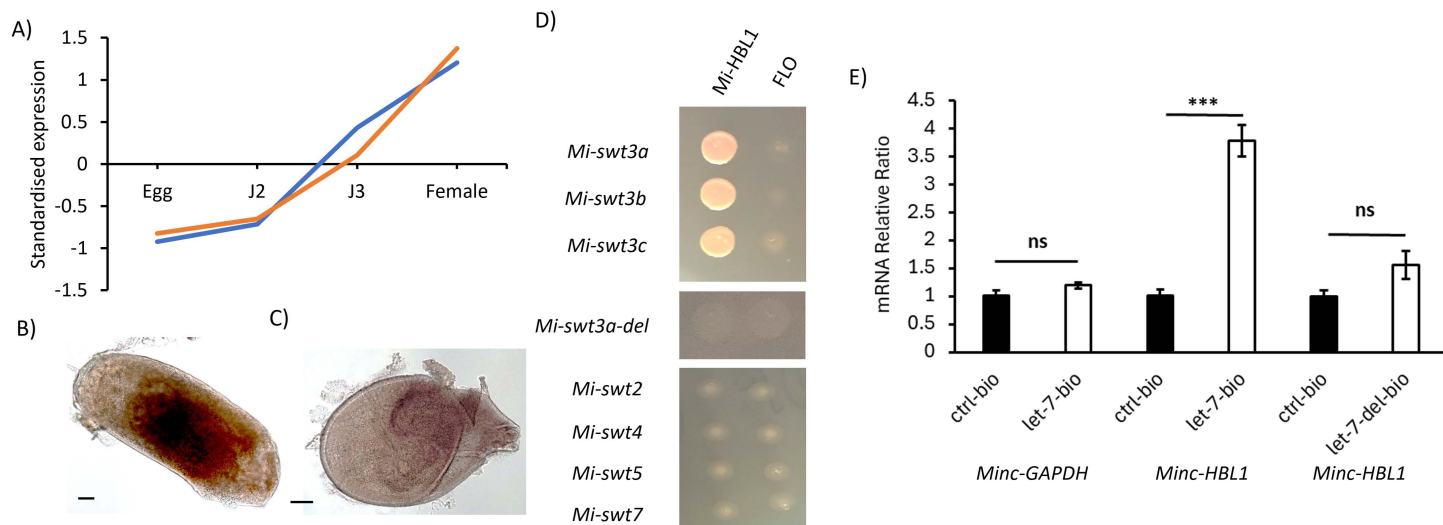 A)
Standardised expression
1.5
1
0.5
0
-0.5
-1
-1.5
Egg
J2
J3
Female
B)
C)
D)
Mi-HBL1
FLO
Mi-swt3a
Mi-swt3b
Mi-swt3c
Mi-swt3a-del
Mi-swt2
Mi-swt4
Mi-swt5
Mi-swt7
E)
mRNA Relative Ratio
4.5
4
3.5
3
2.5
2
1.5
1
0.5
0
ns
***
ns
ctrl-bio
let-7-bio
ctrl-bio
let-7-bio
ctrl-bio
let-7-del-bio
Minc-GAPDH
Minc-HBL1
Minc-HBL1